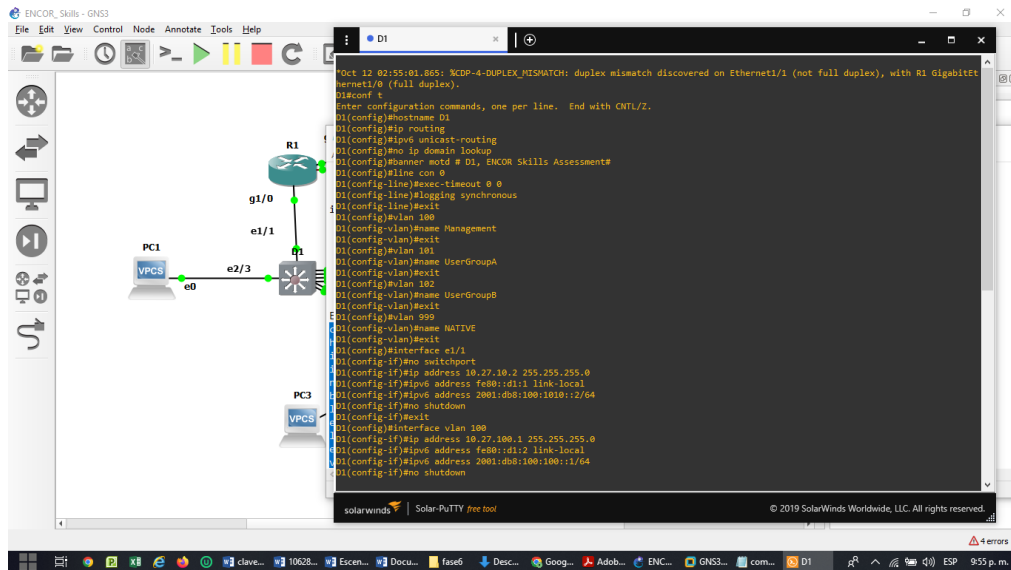 ENCOR_Skills - GNS3
File Edit View Control Node Annotate Tools Help
D1
*Oct 12 02:55:01.865: %CDP-4-DUPLEX_MISMATCH: duplex mismatch discovered on Ethernet1/1 (not full duplex), with R1 GigabitEt
hernet1/0 (full duplex).
D1#conf t
Enter configuration commands, one per line. End with CNTL/Z.
D1(config)#hostname D1
D1(config)#ip routing
D1(config)#ipv6 unicast-routing
D1(config)#no ip domain lookup
D1(config)#banner motd # D1, ENCOR Skills Assessment#
D1(config)#line con 0
D1(config-line)#exec-timeout 0 0
D1(config-line)#logging synchronous
D1(config-line)#exit
D1(config)#vlan 100
D1(config-vlan)#name Management
D1(config-vlan)#exit
D1(config)#vlan 101
D1(config-vlan)#name UserGroupA
D1(config-vlan)#exit
D1(config)#vlan 102
D1(config-vlan)#name UserGroupB
D1(config-vlan)#exit
D1(config)#vlan 999
D1(config-vlan)#name NATIVE
D1(config-vlan)#exit
D1(config)#interface e1/1
D1(config-if)#no switchport
D1(config-if)#ip address 10.27.10.2 255.255.255.0
D1(config-if)#ipv6 address fe80::d1:1 link-local
D1(config-if)#ipv6 address 2001:db8:100:1010::2/64
D1(config-if)#no shutdown
D1(config-if)#exit
D1(config)#interface vlan 100
D1(config-if)#ip address 10.27.100.1 255.255.255.0
D1(config-if)#ipv6 address fe80::d1:2 link-local
D1(config-if)#ipv6 address 2001:db8:100:100::1/64
D1(config-if)#no shutdown
R1
g1/0
e1/1
D1
PC1
VPCS
e0
e2/3
PC3
VPCS
solarwinds Solar-PuTTY free tool
© 2019 SolarWinds Worldwide, LLC. All rights reserved.
4 errors
clave... 10628... Escen... Docu... fase6 Desc... Goog... Adob... ENC... GNS3... com... D1 ESP 9:55 p. m.